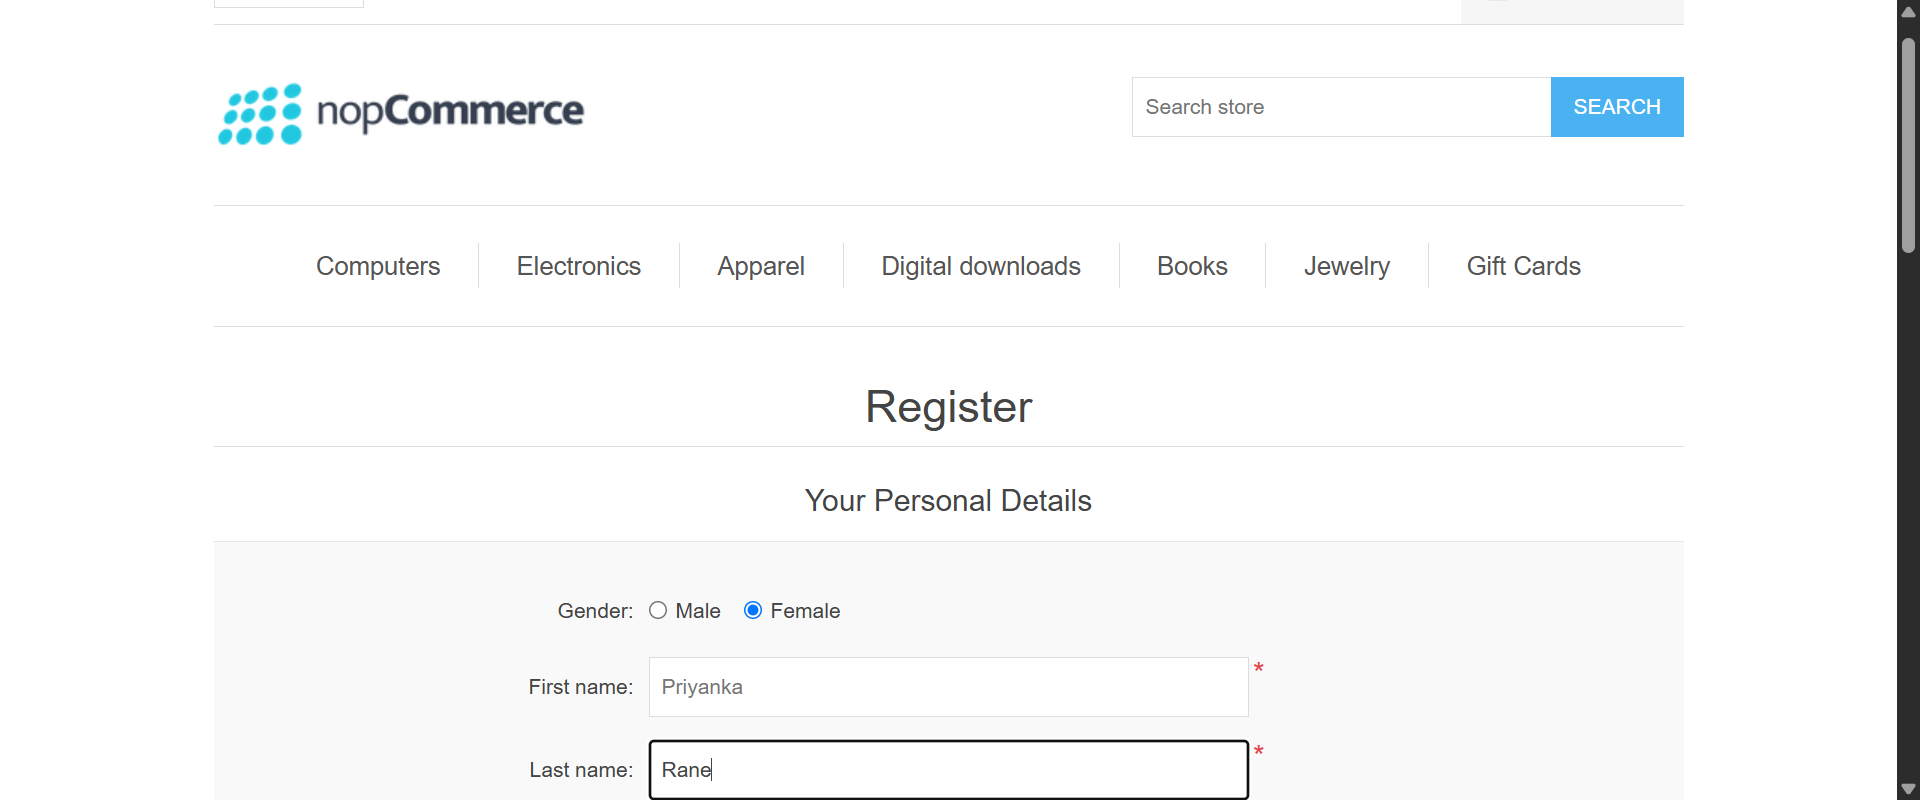 nopCommerce
Search store
SEARCH
Computers
Electronics
Apparel
Digital downloads
Books
Jewelry
Gift Cards
Register
Your Personal Details
Gender: Male Female
First name: Priyanka *
Last name: Rane *